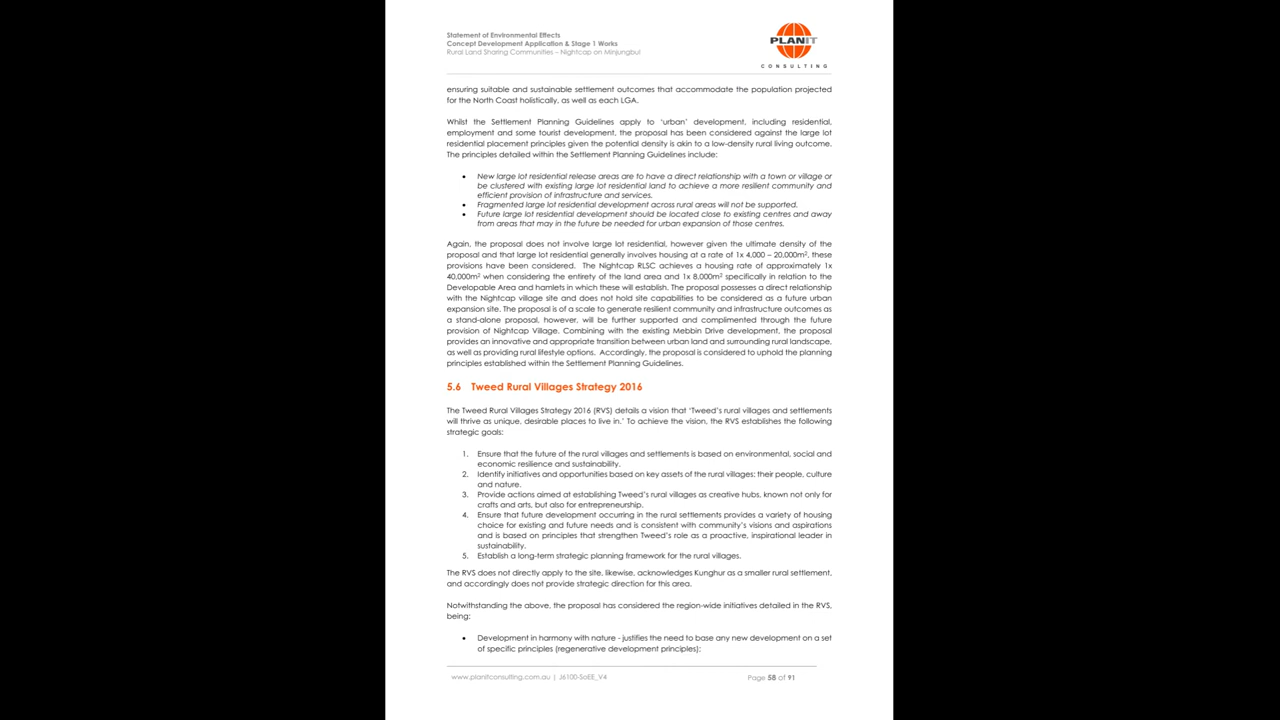 Statement of Environmental Effects
Concept Development Application & Stage 1 Works
Rural Land Sharing Communities – Nightcap on Minjungbul
PLANIT
CONSULTING
ensuring suitable and sustainable settlement outcomes that accommodate the population projected
for the North Coast holistically, as well as each LGA.
Whilst the Settlement Planning Guidelines apply to 'urban' development, including residential,
employment and some tourist development, the proposal has been considered against the large lot
residential placement principles given the potential density is akin to a low-density rural living outcome.
The principles detailed within the Settlement Planning Guidelines include:
• New large lot residential release areas are to have a direct relationship with a town or village or
be clustered with existing large lot residential land to achieve a more resilient community and
efficient provision of infrastructure and services.
• Fragmented large lot residential development across rural areas will not be supported.
• Future large lot residential development should be located close to existing centres and away
from areas that may in the future be needed for urban expansion of those centres.
Again, the proposal does not involve large lot residential, however given the ultimate density of the
proposal and that large lot residential generally involves housing at a rate of 1x 4,000 – 20,000m², these
provisions have been considered. The Nightcap RLSC achieves a housing rate of approximately 1x
40,000m² when considering the entirety of the land area and 1x 8,000m² specifically in relation to the
Developable Area and hamlets in which these will establish. The proposal possesses a direct relationship
with the Nightcap village site and does not hold site capabilities to be considered as a future urban
expansion site. The proposal is of a scale to generate resilient community and infrastructure outcomes as
a stand-alone proposal, however, will be further supported and complimented through the future
provision of Nightcap Village. Combining with the existing Mebbin Drive development, the proposal
provides an innovative and appropriate transition between urban land and surrounding rural landscape,
as well as providing rural lifestyle options. Accordingly, the proposal is considered to uphold the planning
principles established within the Settlement Planning Guidelines.
5.6 Tweed Rural Villages Strategy 2016
The Tweed Rural Villages Strategy 2016 (RVS) details a vision that 'Tweed's rural villages and settlements
will thrive as unique, desirable places to live in.' To achieve the vision, the RVS establishes the following
strategic goals:
1. Ensure that the future of the rural villages and settlements is based on environmental, social and
economic resilience and sustainability.
2. Identify initiatives and opportunities based on key assets of the rural villages: their people, culture
and nature.
3. Provide actions aimed at establishing Tweed's rural villages as creative hubs, known not only for
crafts and arts, but also for entrepreneurship.
4. Ensure that future development occurring in the rural settlements provides a variety of housing
choice for existing and future needs and is consistent with community's visions and aspirations
and is based on principles that strengthen Tweed's role as a proactive, inspirational leader in
sustainability.
5. Establish a long-term strategic planning framework for the rural villages.
The RVS does not directly apply to the site, likewise, acknowledges Kunghur as a smaller rural settlement,
and accordingly does not provide strategic direction for this area.
Notwithstanding the above, the proposal has considered the region-wide initiatives detailed in the RVS,
being:
• Development in harmony with nature - justifies the need to base any new development on a set
of specific principles (regenerative development principles);
www.planitconsulting.com.au | J6100-SoEE_V4
Page 58 of 91